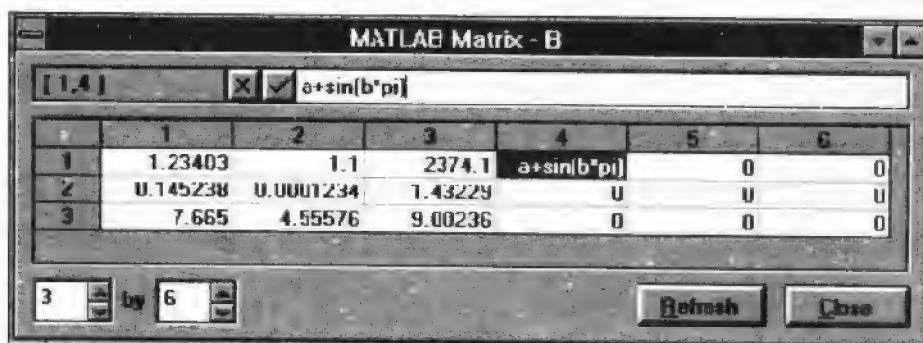 MATLAB Matrix - B
[ 1,4 ] a+sin(b*pi)
1 2 3 4 5 6
1 1.23403 1.1 2374.1 a+sin(b*pi) 0 0
2 0.145238 0.0001234 1.43229 0 0 0
3 7.665 4.55576 9.00236 0 0 0
3 by 6 Refresh Close